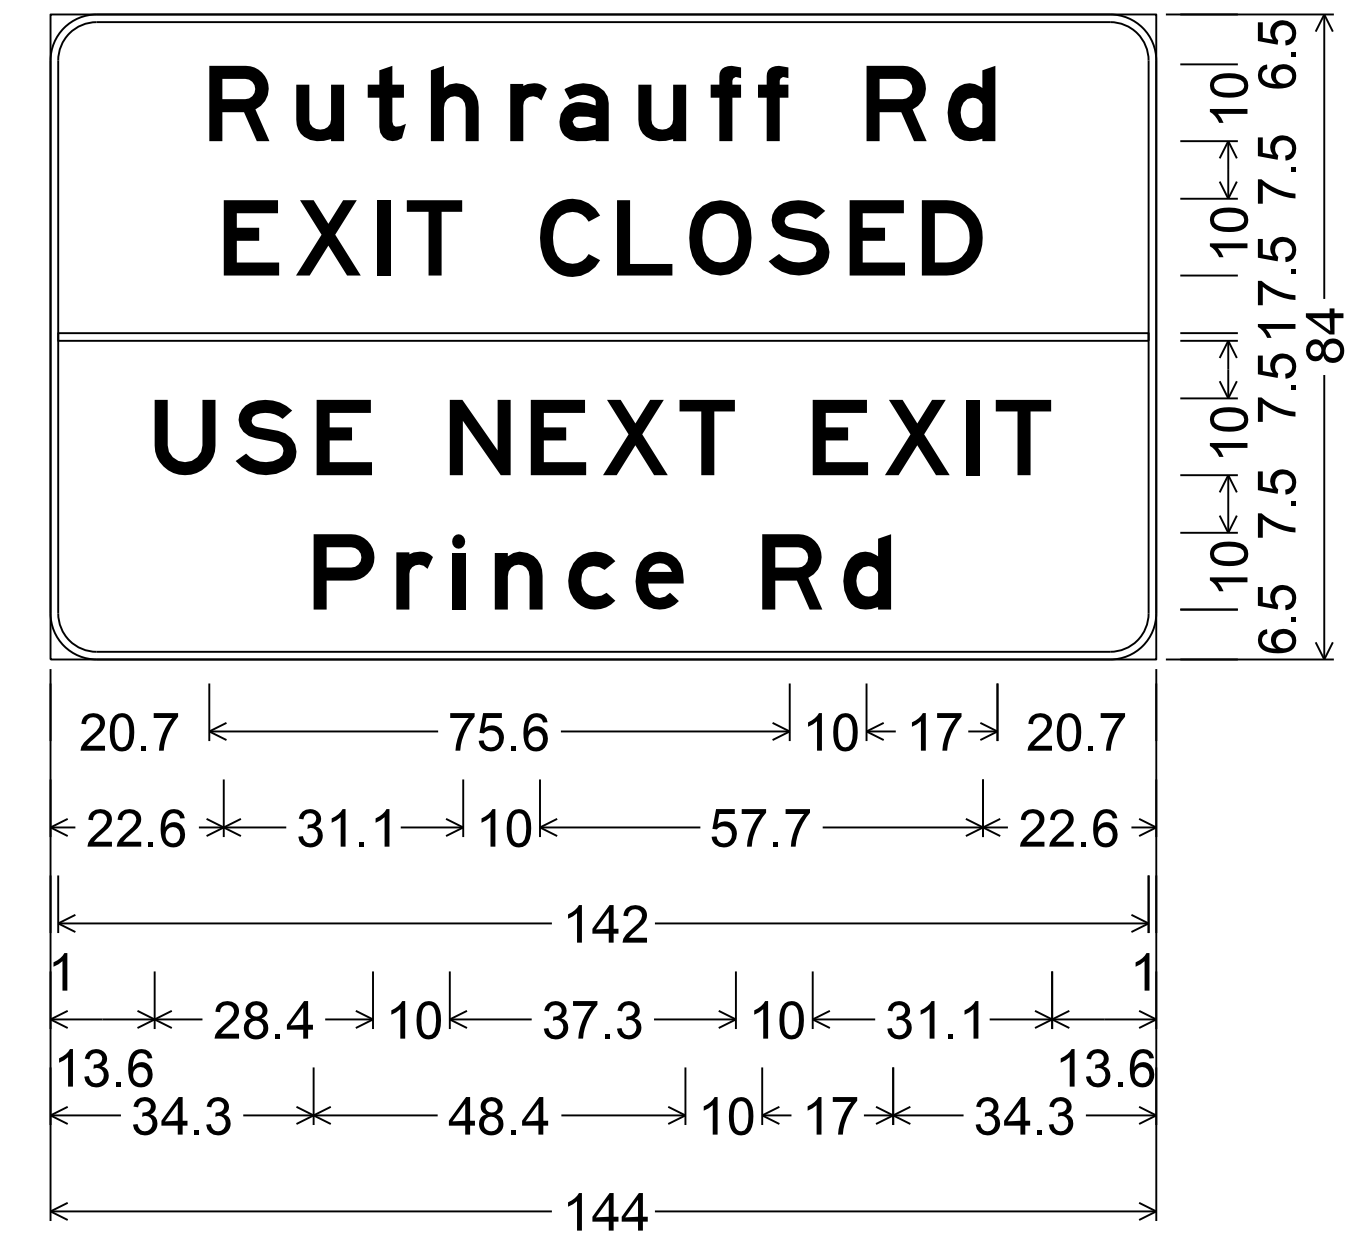 Ruthrauff Rd
EXIT CLOSED
USE NEXT EXIT
Prince Rd
6.5
10
7.5
10
7.5
1
7.5
10
7.5
10
6.5
84
20.7 75.6 10 17 20.7
22.6 31.1 10 57.7 22.6
142
1 1
28.4 10 37.3 10 31.1
13.6 13.6
34.3 48.4 10 17 34.3
144